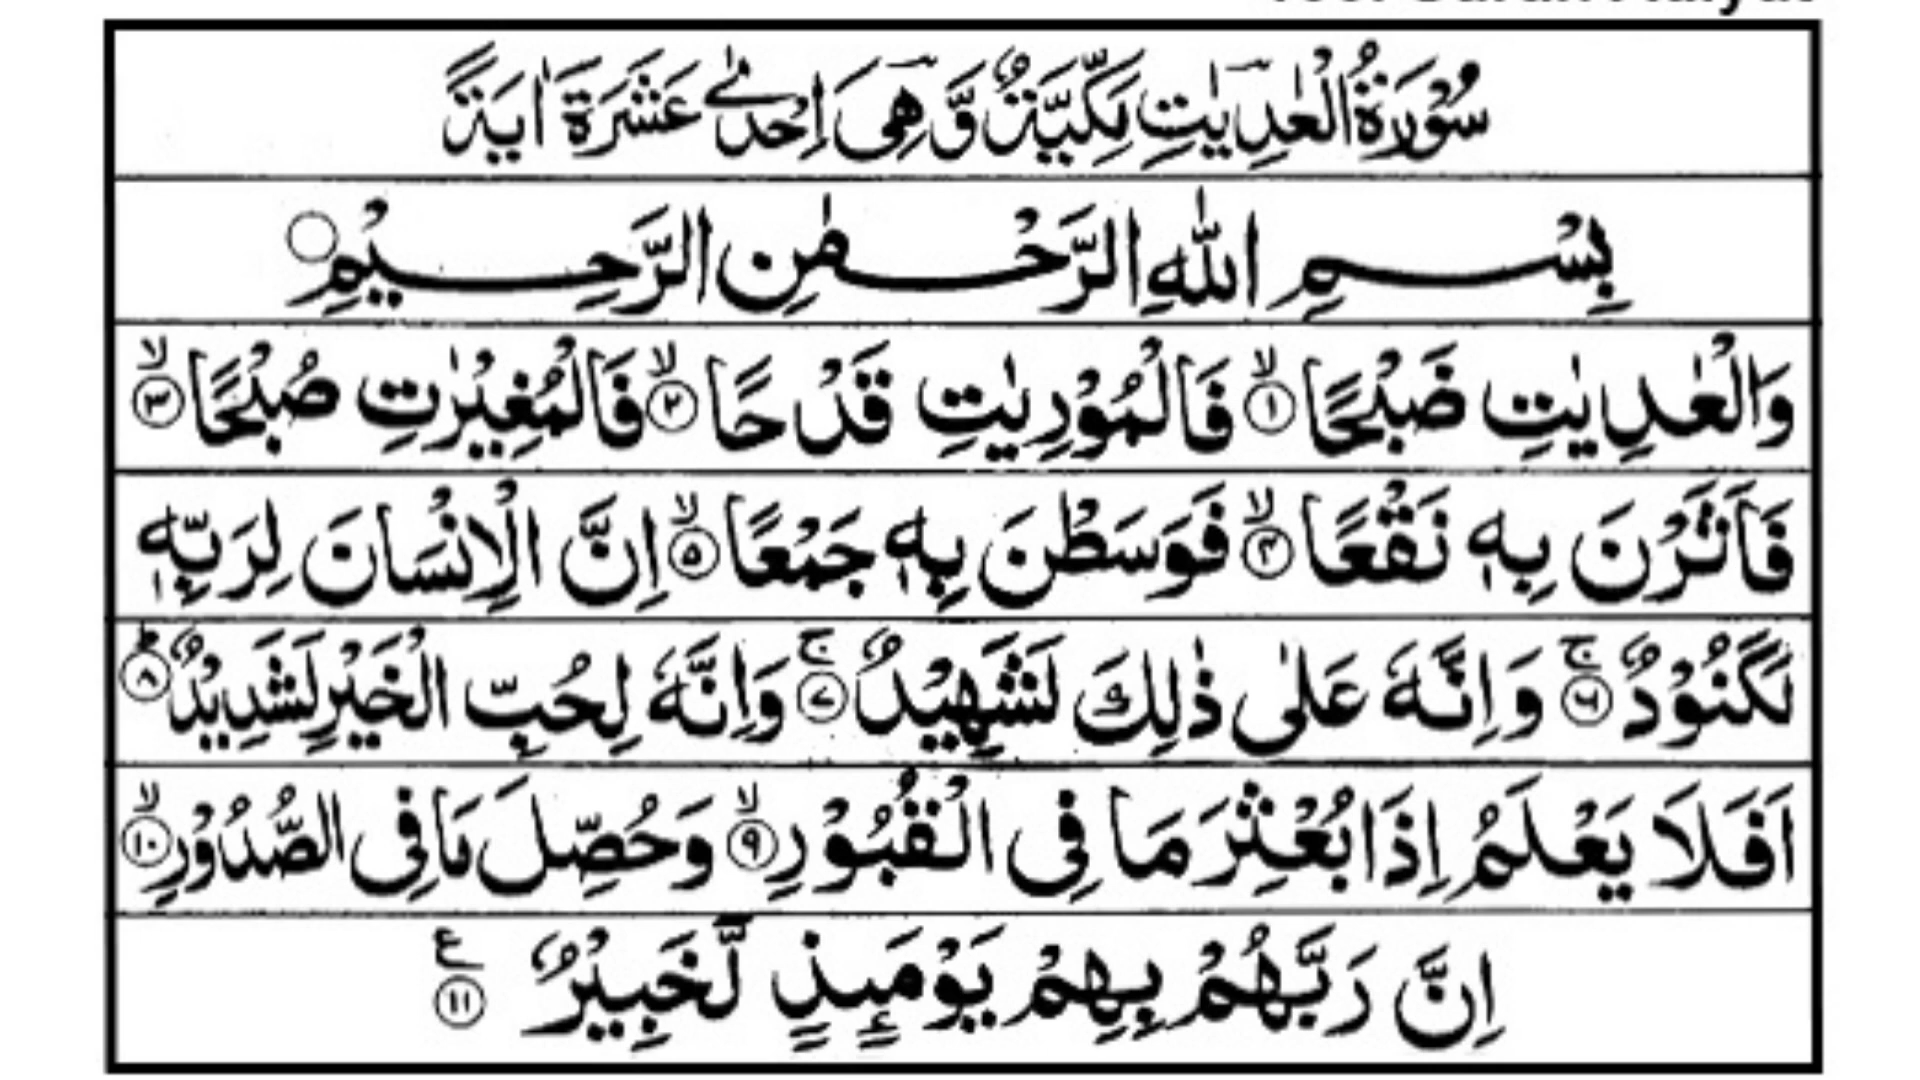 سُوْرَةُ الْعٰدِيٰتِ مَكِّيَّةٌ وَّهِيَ اِحْدٰى عَشَرَةَ اٰيَةً
بِسْمِ اللّٰهِ الرَّحْمٰنِ الرَّحِيْمِ
وَالْعٰدِيٰتِ ضَبْحًا ۙ﴿۱﴾ فَالْمُوْرِيٰتِ قَدْحًا ۙ﴿۲﴾ فَالْمُغِيْرٰتِ صُبْحًا ۙ﴿۳﴾
فَاَثَرْنَ بِهٖ نَقْعًا ۙ﴿۴﴾ فَوَسَطْنَ بِهٖ جَمْعًا ۙ﴿۵﴾ اِنَّ الْاِنْسَانَ لِرَبِّهٖ
لَكَنُوْدٌ ۚ﴿۶﴾ وَاِنَّهٗ عَلٰى ذٰلِكَ لَشَهِيْدٌ ۚ﴿۷﴾ وَاِنَّهٗ لِحُبِّ الْخَيْرِ لَشَدِيْدٌ ؕ﴿۸﴾
اَفَلَا يَعْلَمُ اِذَا بُعْثِرَ مَا فِى الْقُبُوْرِ ۙ﴿۹﴾ وَحُصِّلَ مَا فِى الصُّدُوْرِ ۙ﴿۱۰﴾
اِنَّ رَبَّهُمْ بِهِمْ يَوْمَىِٕذٍ لَّخَبِيْرٌ ﴿۱۱﴾ ع